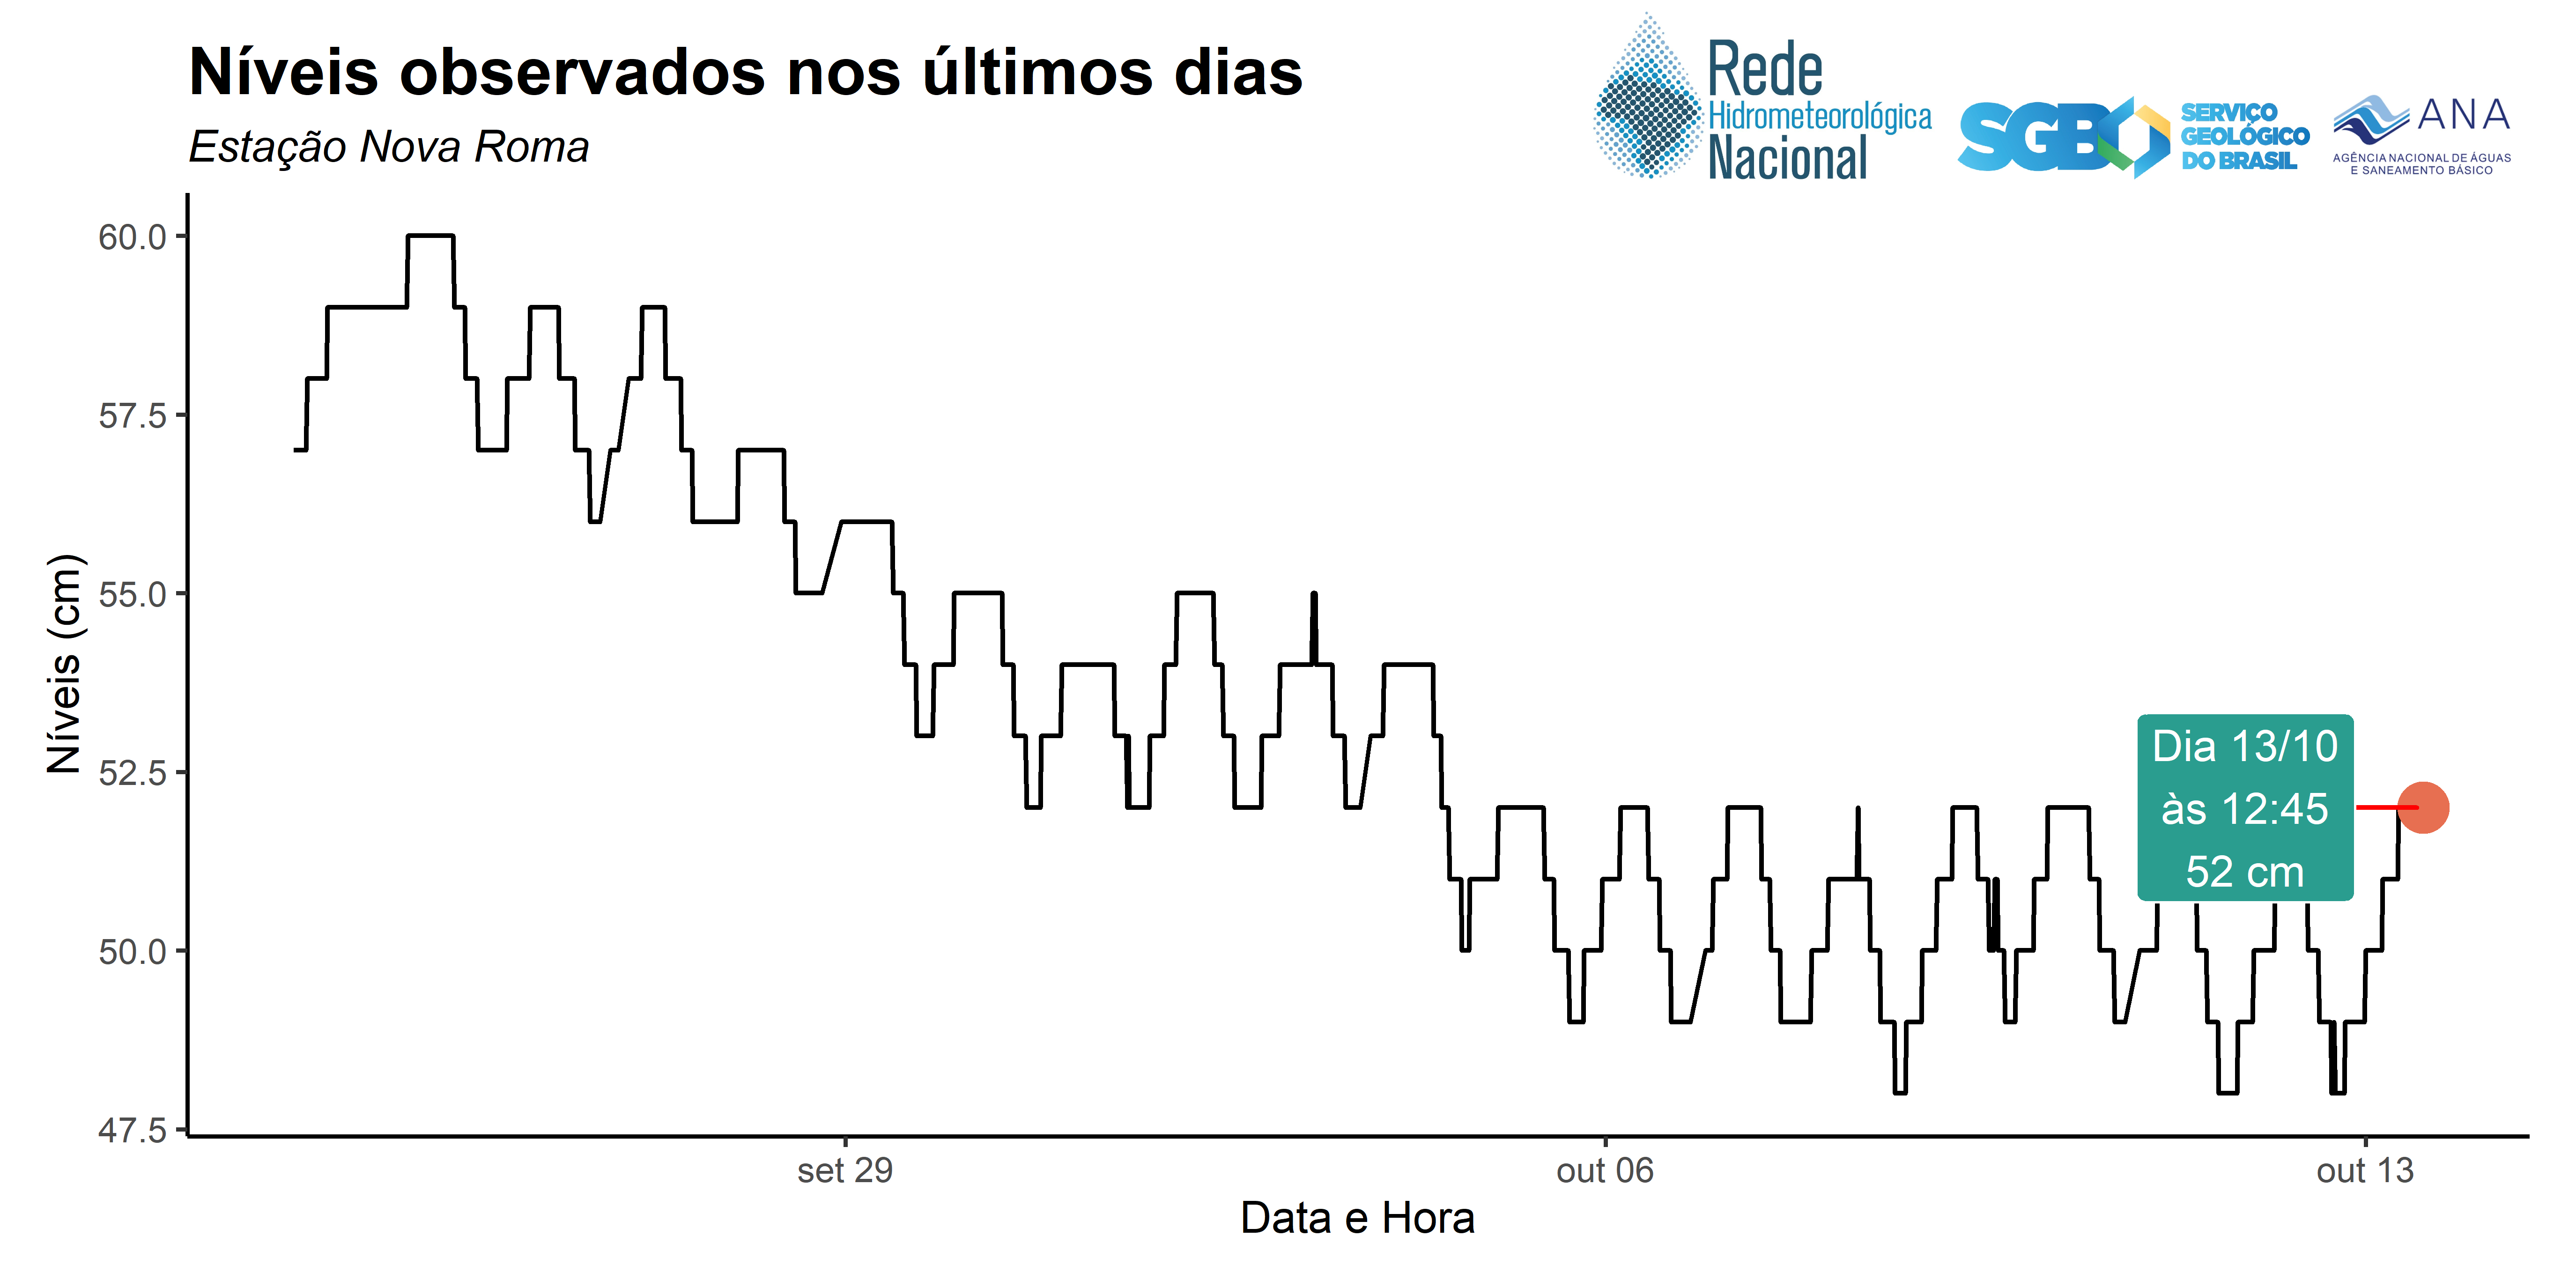 Níveis observados nos últimos dias
Estação Nova Roma
Rede
Hidrometeorológica
Nacional
SGB
SERVIÇO
GEOLÓGICO
DO BRASIL
ANA
AGÊNCIA NACIONAL DE ÁGUAS
E SANEAMENTO BÁSICO
Níveis (cm)
60.0
57.5
55.0
52.5
50.0
47.5
Dia 13/10
às 12:45
52 cm
set 29
out 06
out 13
Data e Hora